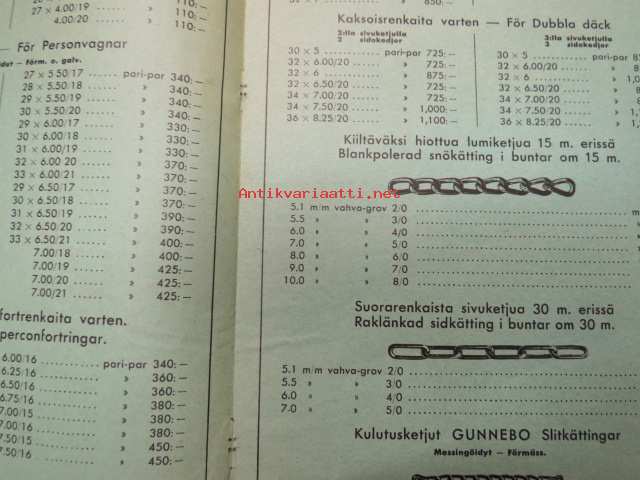 27 × 4.00/19 ...... » 110:—
4.00/20 ...... » 110:—
— För Personvagnar
— Förm. o. galv.
27 × 5.50/17 ...... pari-par 340:—
28 × 5.50/18 ...... » 340:—
29 × 5.50/19 ...... » 340:—
30 × 5.50/20 ...... » 340:—
29 × 6.00/17 ...... » 330:—
30 × 6.00/18 ...... » 330:—
31 × 6.00/19 ...... » 330:—
32 × 6.00 20 ...... » 370:—
33 × 6.00/21 ...... » 370:—
29 × 6.50/17 ...... » 370:—
30 × 6.50/18 ...... » 370:—
31 × 6.50/19 ...... » 370:—
32 × 6.50/20 ...... » 370:—
33 × 6.50/21 ...... » 400:—
7.00/18 ...... » 400:—
7.00/19 ...... » 425:—
7.00/20 ...... » 425:—
7.00/21 ...... » 425:—
fortrenkaita varten.
perconfortringar.
6.00/16 ...... pari-par 340:—
6.25/16 ...... » 360:—
6.50/16 ...... » 360:—
6.75/16 ...... » 380:—
7.00/15 ...... » 380:—
7.00/16 ...... » 380:—
7.50/15 ...... » 450:—
7.50/16 ...... » 450:—
Kaksoisrenkaita varten — För Dubbla däck
3:lla sivuketjulla
3 sidokedjor
30 × 5 ...... pari-par 725:—
32 × 6.00/20 ...... » 725:—
32 × 6 ...... » 875:—
32 × 6.50/20 ...... » 725:—
34 × 7.00/20 ...... » 875:—
34 × 7.50/20 ...... » 1,000:—
36 × 8.25/20 ...... » 1,100:—
3:lla sivuketjulla
3 sidokedjor
30 × 5 ...... pari-par
32 × 6.00/20 ...... »
32 × 6 ...... »
32 × 6.50/20 ...... »
34 × 7.00/20 ...... »
34 × 7.50/20 ...... »
36 × 8.25/20 ...... »
Kiiltäväksi hiottua lumiketjua 15 m. erissä
Blankpolerad snökätting i buntar om 15 m.
Antikvariaatti.net
5.1 m/m vahva-grov 2/0
5.5 » » 3/0
6.0 » » 4/0
7.0 » » 5/0
8.0 » » 6/0
9.0 » » 7/0
10.0 » » 8/0
Suorarenkaista sivuketjua 30 m. erissä
Raklänkad sidkätting i buntar om 30 m.
5.1 m/m vahva-grov 2/0
5.5 » » 3/0
6.0 » » 4/0
7.0 » » 5/0
Kulutusketjut GUNNEBO Slitkättingar
Messingöidyt — Förmäss.